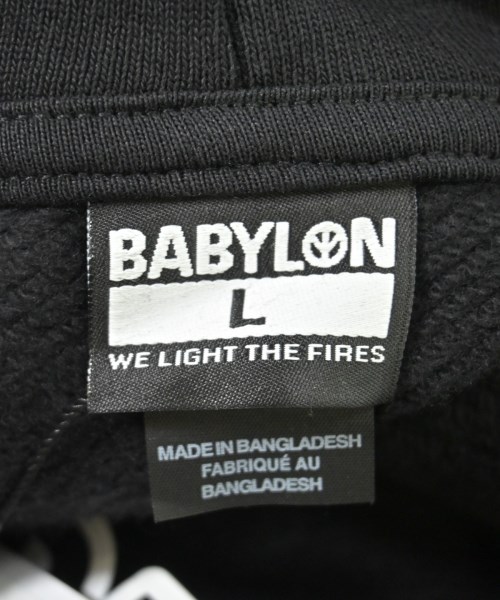 BABYLON
L
WE LIGHT THE FIRES
MADE IN BANGLADESH
FABRIQUÉ AU
BANGLADESH